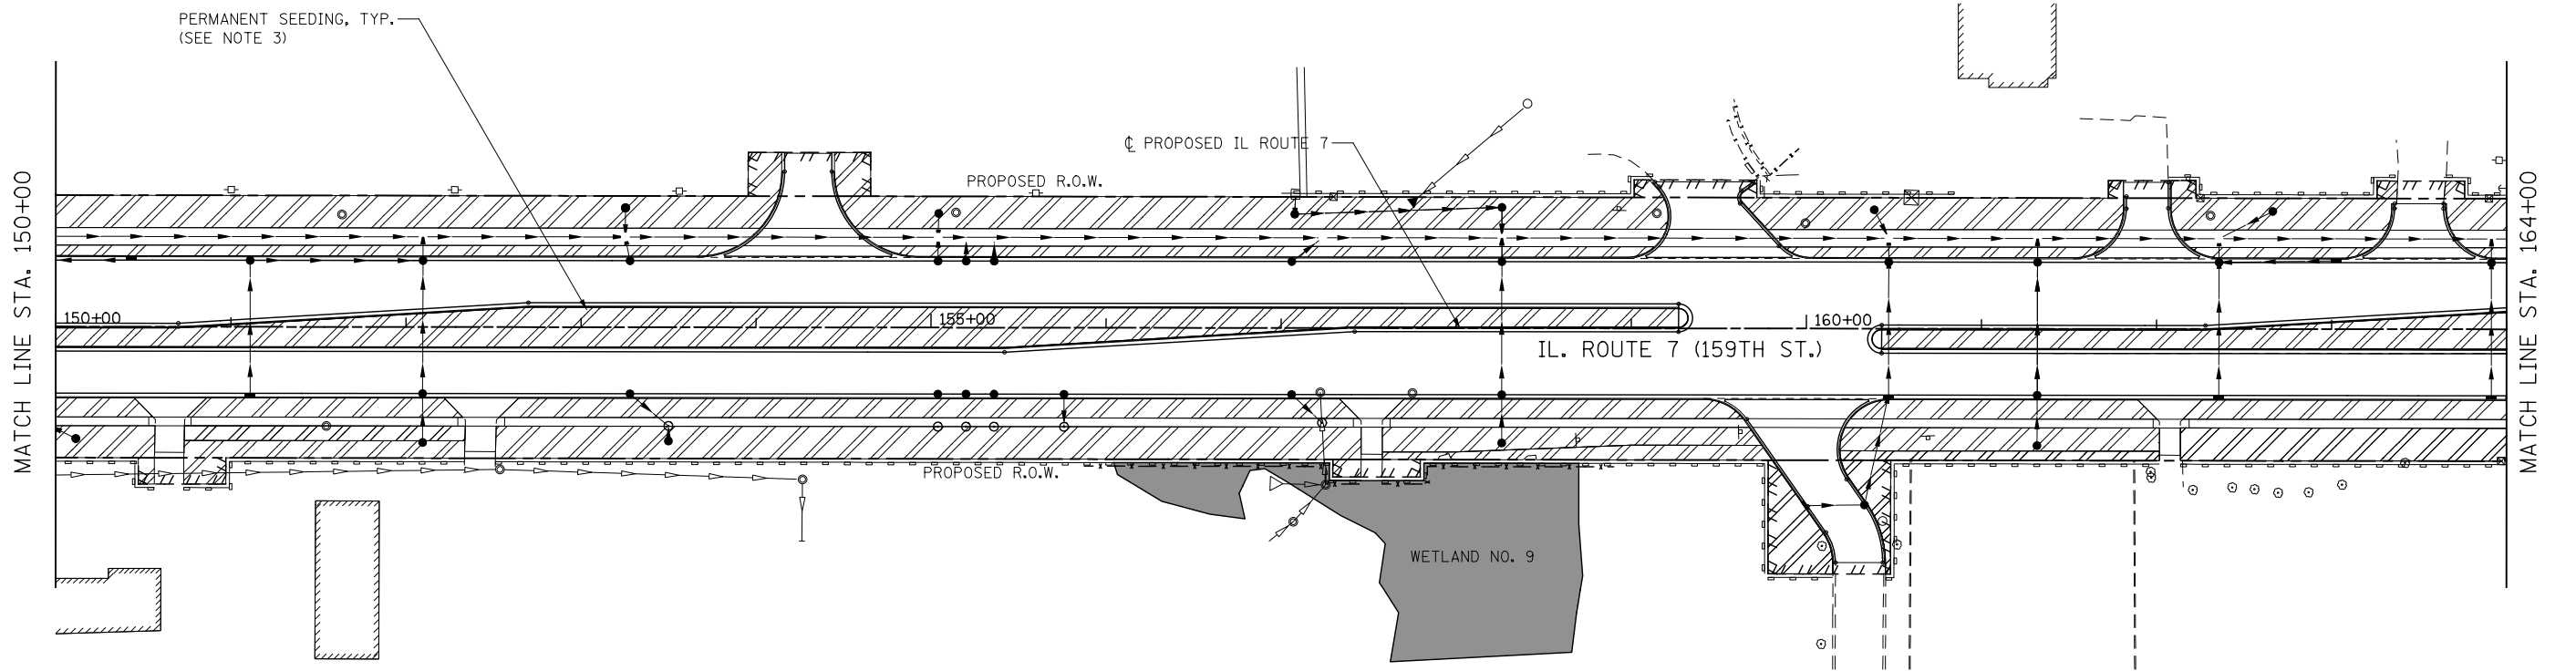 PERMANENT SEEDING, TYP.
(SEE NOTE 3)
℄ PROPOSED IL ROUTE 7
PROPOSED R.O.W.
MATCH LINE STA. 150+00
MATCH LINE STA. 164+00
150+00
155+00
160+00
IL. ROUTE 7 (159TH ST.)
PROPOSED R.O.W.
WETLAND NO. 9